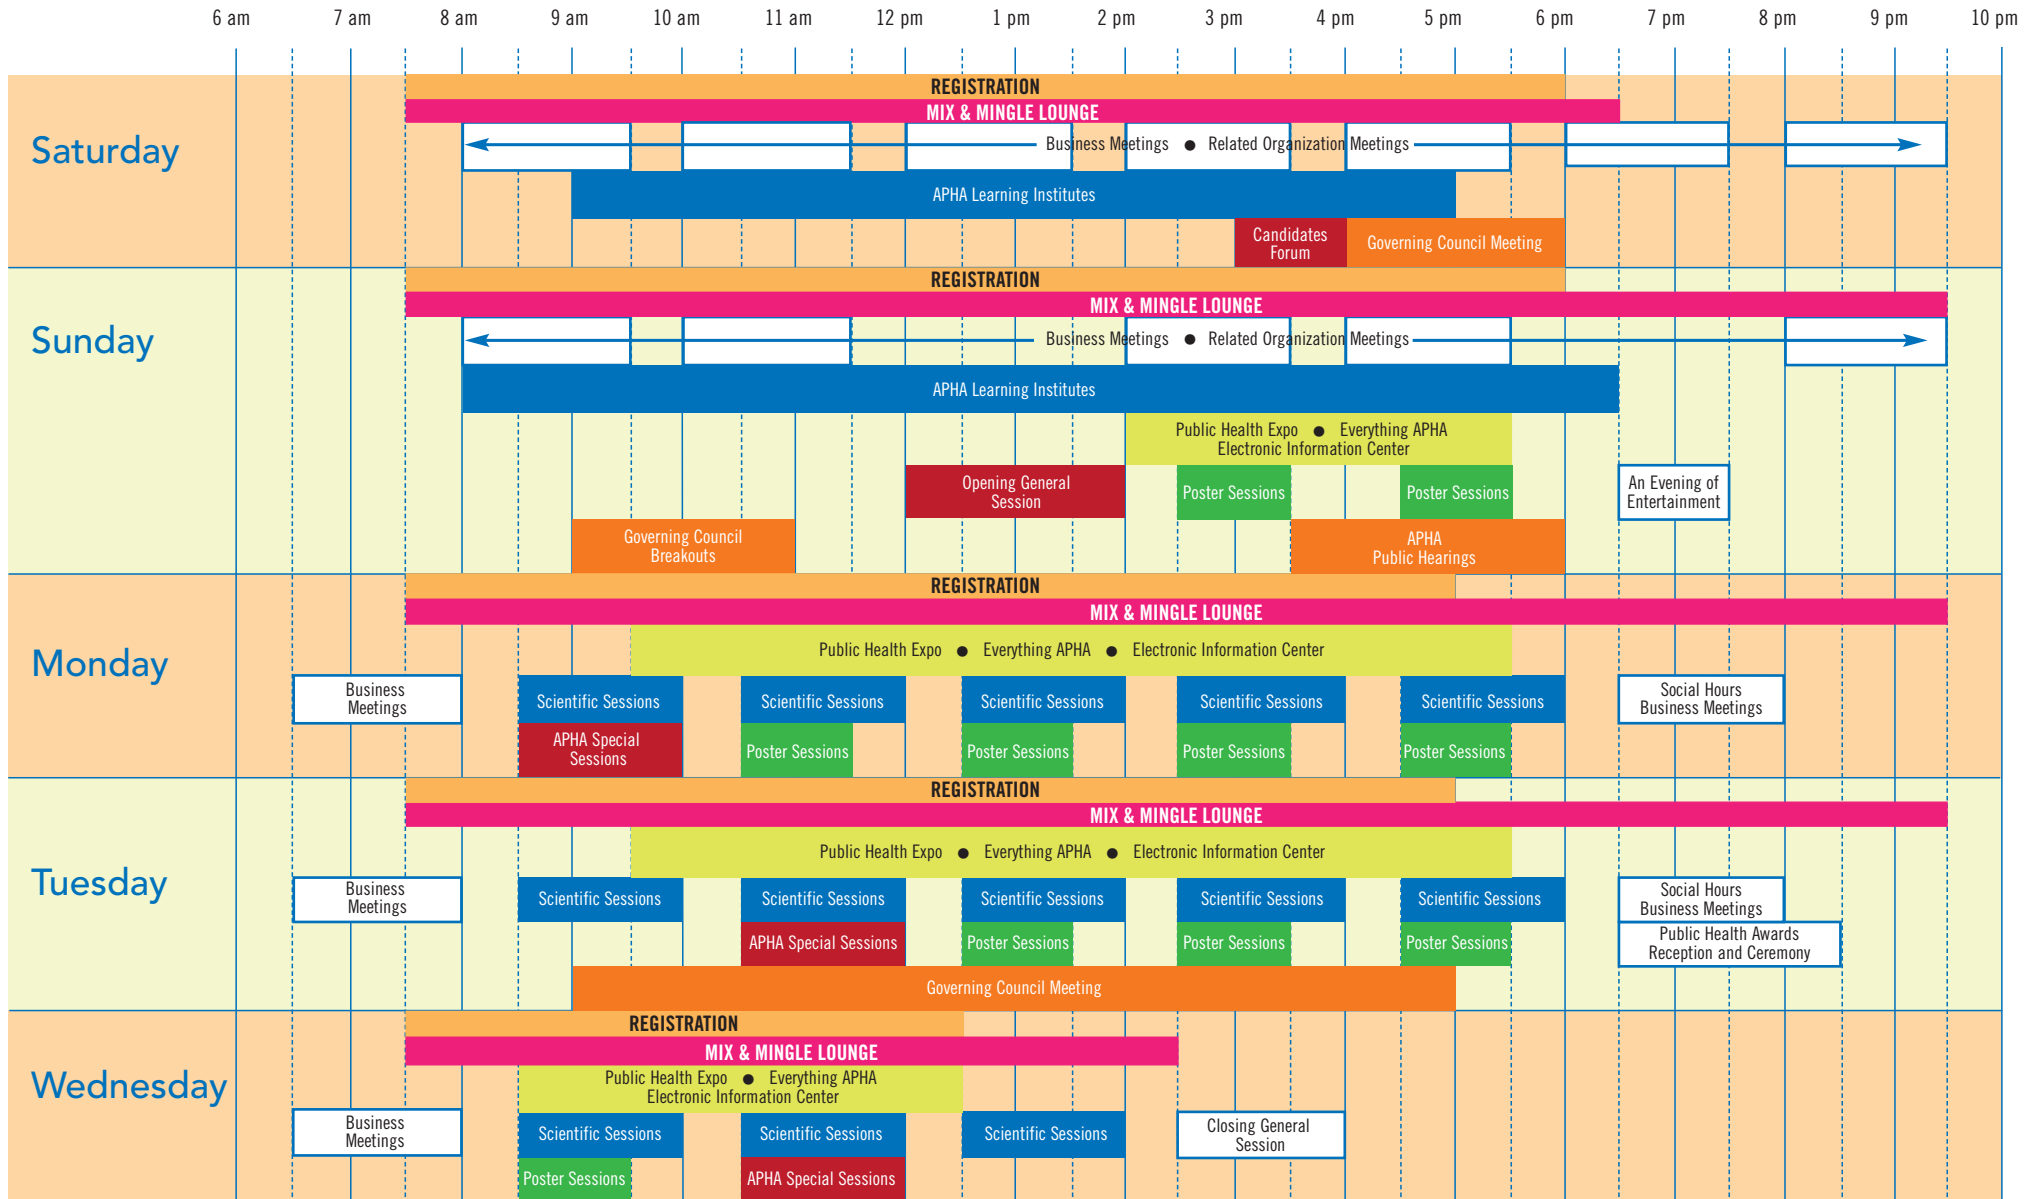 6 am 7 am 8 am 9 am 10 am 11 am 12 pm 1 pm 2 pm 3 pm 4 pm 5 pm 6 pm 7 pm 8 pm 9 pm 10 pm
Saturday
REGISTRATION
MIX & MINGLE LOUNGE
Business Meetings ● Related Organization Meetings
APHA Learning Institutes
Candidates
Forum
Governing Council Meeting
Sunday
REGISTRATION
MIX & MINGLE LOUNGE
Business Meetings ● Related Organization Meetings
APHA Learning Institutes
Public Health Expo ● Everything APHA
Electronic Information Center
Opening General
Session
Poster Sessions
Poster Sessions
An Evening of
Entertainment
Governing Council
Breakouts
APHA
Public Hearings
Monday
REGISTRATION
MIX & MINGLE LOUNGE
Public Health Expo ● Everything APHA ● Electronic Information Center
Business
Meetings
Scientific Sessions
Scientific Sessions
Scientific Sessions
Scientific Sessions
Scientific Sessions
Social Hours
Business Meetings
APHA Special
Sessions
Poster Sessions
Poster Sessions
Poster Sessions
Poster Sessions
Tuesday
REGISTRATION
MIX & MINGLE LOUNGE
Public Health Expo ● Everything APHA ● Electronic Information Center
Business
Meetings
Scientific Sessions
Scientific Sessions
Scientific Sessions
Scientific Sessions
Scientific Sessions
Social Hours
Business Meetings
APHA Special Sessions
Poster Sessions
Poster Sessions
Poster Sessions
Public Health Awards
Reception and Ceremony
Governing Council Meeting
Wednesday
REGISTRATION
MIX & MINGLE LOUNGE
Public Health Expo ● Everything APHA
Electronic Information Center
Business
Meetings
Scientific Sessions
Scientific Sessions
Scientific Sessions
Closing General
Session
Poster Sessions
APHA Special Sessions